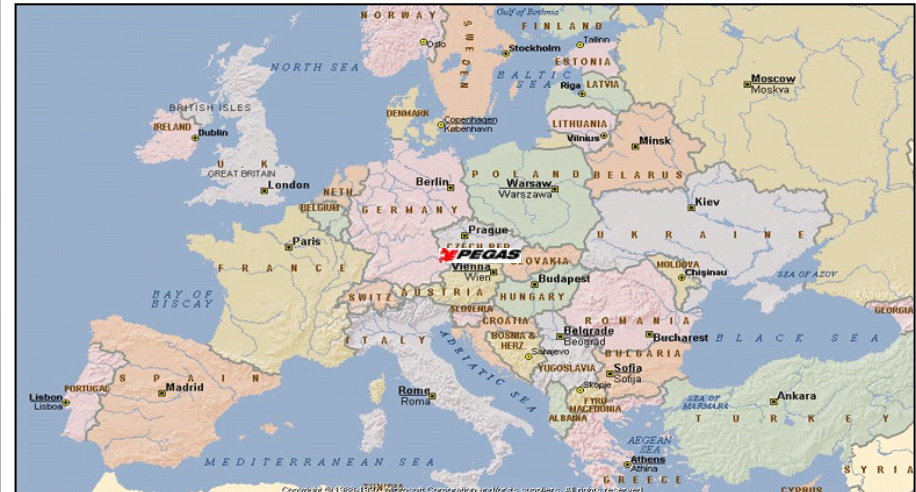 NORWAY
Gulf of Bothnia
FINLAND
Oslo
SWEDEN
Stockholm
Tallinn
ESTONIA
NORTH SEA
BALTIC
SEA
Riga
LATVIA
Moscow
Moskva
BRITISH ISLES
DENMARK
Copenhagen
København
LITHUANIA
Vilnius
IRELAND
Dublin
Minsk
U K
GREAT BRITAIN
London
NETH.
Berlin
POLAND
Warsaw
Warszawa
BELARUS
BELGIUM
GERMANY
Kiev
Paris
Prague
UKRAINE
CZECH REP.
PEGAS
FRANCE
Vienna
Wien
SLOVAKIA
MOLDOVA
Chişinau
SEA OF AZOV
Budapest
BAY OF
BISCAY
SWITZ.
AUSTRIA
HUNGARY
SLOVENIA
CROATIA
ROMANIA
GEORGIA
ITALY
BOSNIA &
HERZ.
Belgrade
Beograd
Bucharest
BLACK SEA
ADRIATIC SEA
Sarajevo
YUGOSLAVIA
BULGARIA
Sofia
Sofija
PORTUGAL
SPAIN
Madrid
Lisbon
Lisboa
Rome
Roma
Skopje
FYRO
MACEDONIA
ALBANIA
SEA OF
MARMARA
Ankara
TURKEY
AEGEAN
SEA
MEDITERRANEAN SEA
Athens
Athina
GREECE
SYRIA
TUNISIA
CYPRUS